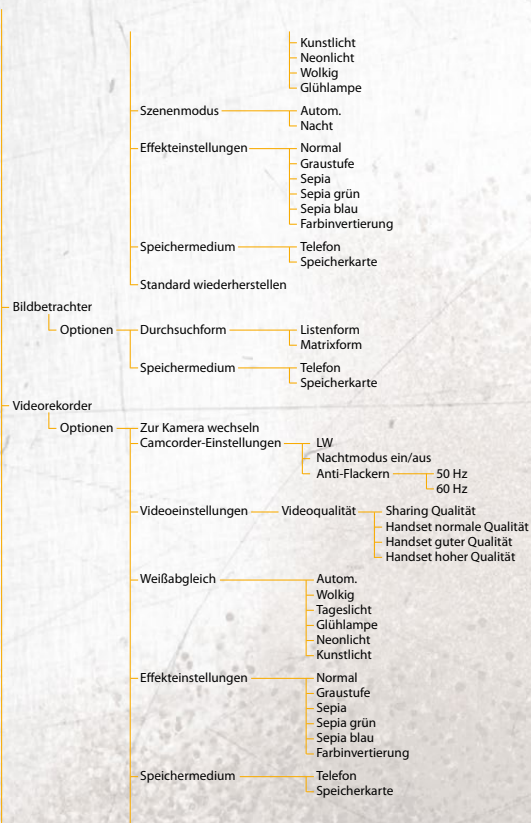 Kunstlicht
Neonlicht
Wolkig
Glühlampe
Szenenmodus Autom.
Nacht
Effekteinstellungen Normal
Graustufe
Sepia
Sepia grün
Sepia blau
Farbinvertierung
Speichermedium Telefon
Speicherkarte
Standard wiederherstellen
Bildbetrachter
Optionen Durchsuchform Listenform
Matrixform
Speichermedium Telefon
Speicherkarte
Videorekorder
Optionen Zur Kamera wechseln
Camcorder-Einstellungen LW
Nachtmodus ein/aus
Anti-Flackern 50 Hz
60 Hz
Videoeinstellungen Videoqualität Sharing Qualität
Handset normale Qualität
Handset guter Qualität
Handset hoher Qualität
Weißabgleich Autom.
Wolkig
Tageslicht
Glühlampe
Neonlicht
Kunstlicht
Effekteinstellungen Normal
Graustufe
Sepia
Sepia grün
Sepia blau
Farbinvertierung
Speichermedium Telefon
Speicherkarte